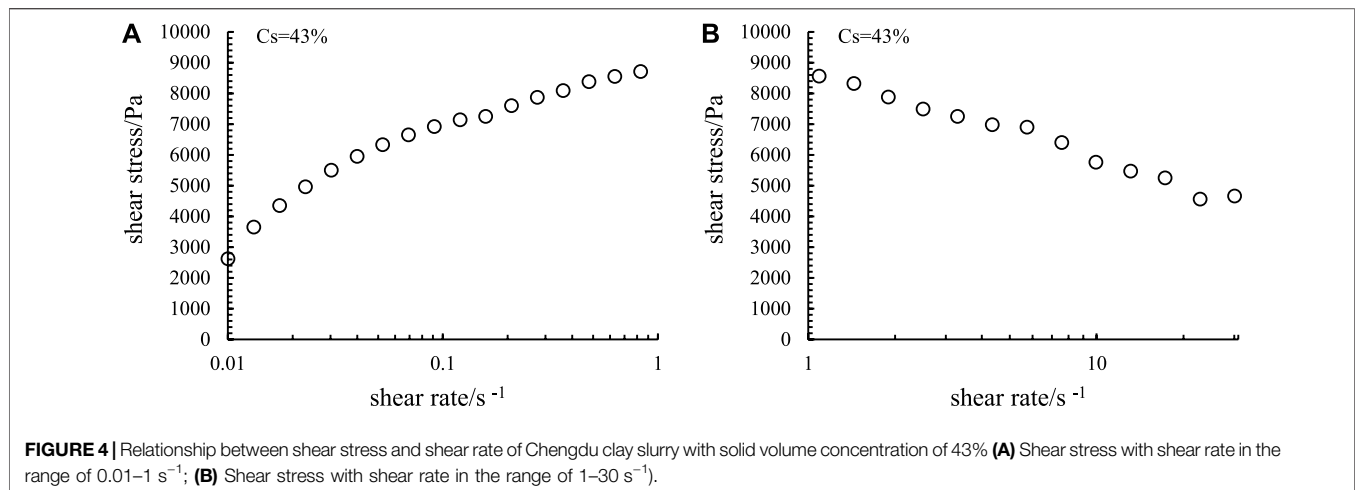 A
Cs=43%
10000
9000
8000
7000
6000
5000
4000
3000
2000
1000
0
shear stress/Pa
0.01
0.1
1
shear rate/s -1
B
Cs=43%
10000
9000
8000
7000
6000
5000
4000
3000
2000
1000
0
shear stress/Pa
1
10
shear rate/s -1
FIGURE 4 | Relationship between shear stress and shear rate of Chengdu clay slurry with solid volume concentration of 43% (A) Shear stress with shear rate in the
range of 0.01–1 s−1; (B) Shear stress with shear rate in the range of 1–30 s−1).